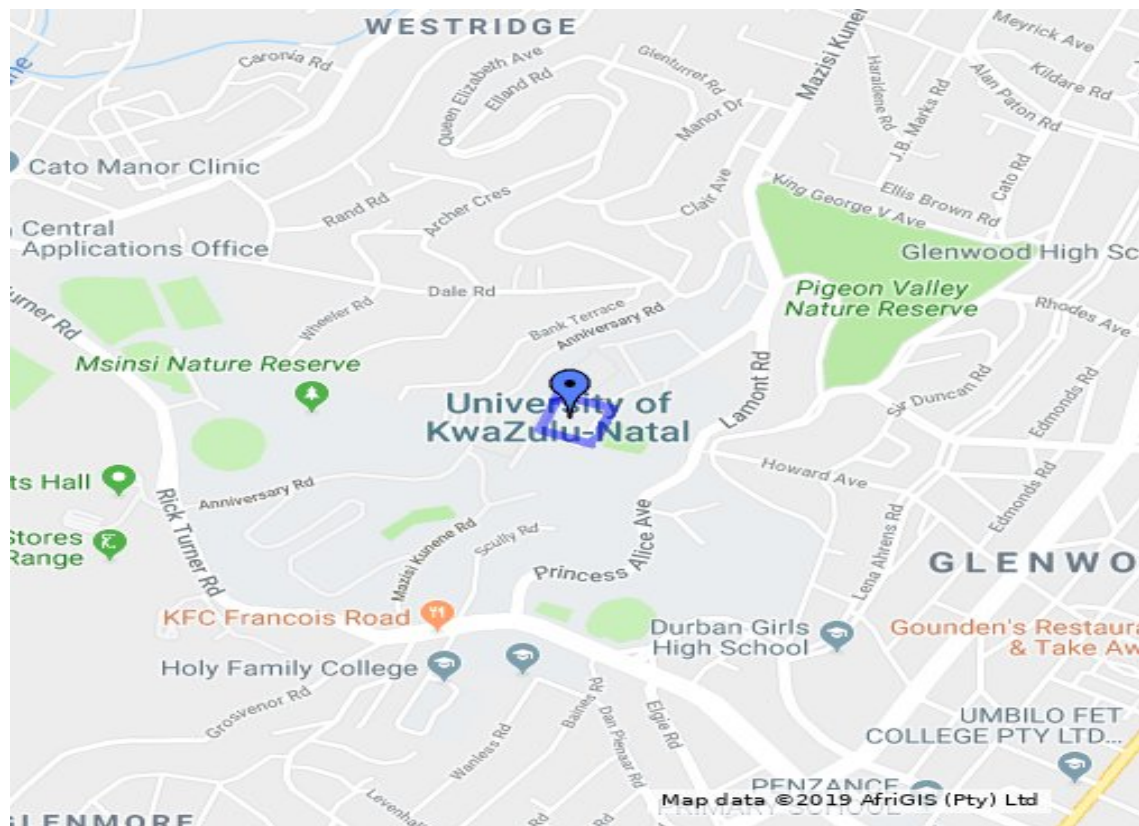 WESTRIDGE
Meyrick Ave
Mazisi Kunen
Caronia Rd
Queen Elizabeth Ave
Elland Rd
Glenturret Rd
Haraldene Rd
J.B. Marks Rd
Alan Paton Rd
Kildare Rd
Manor Dr
Cato Manor Clinic
Cato Rd
King George V Ave
Ellis Brown Rd
Rand Rd
Archer Cres
Clair Ave
Central
Applications Office
Glenwood High Sc
Dale Rd
Wheeler Rd
Bank Terrace
Anniversary Rd
Pigeon Valley
Nature Reserve
Rhodes Ave
urner Rd
Msinsi Nature Reserve
Lamont Rd
Sir Duncan Rd
Edmonds Rd
University of
KwaZulu-Natal
Howard Ave
ts Hall
Anniversary Rd
Rick Turner Rd
Edmonds Rd
Stores
Range
Mazisi Kunene Rd
Scully Rd
Princess Alice Ave
Lena Ahrens Rd
GLENWO
KFC Francois Road
Durban Girls
High School
Gounden's Restaura
& Take Aw
Holy Family College
Grosvenor Rd
Wanless Rd
Baines Rd
Dan Pienaar Rd
Elgie Rd
UMBILO FET
COLLEGE PTY LTD...
PENZANCE
PRIMARY SCHOOL
Map data ©2019 AfriGIS (Pty) Ltd
Levenhal
LENMORE